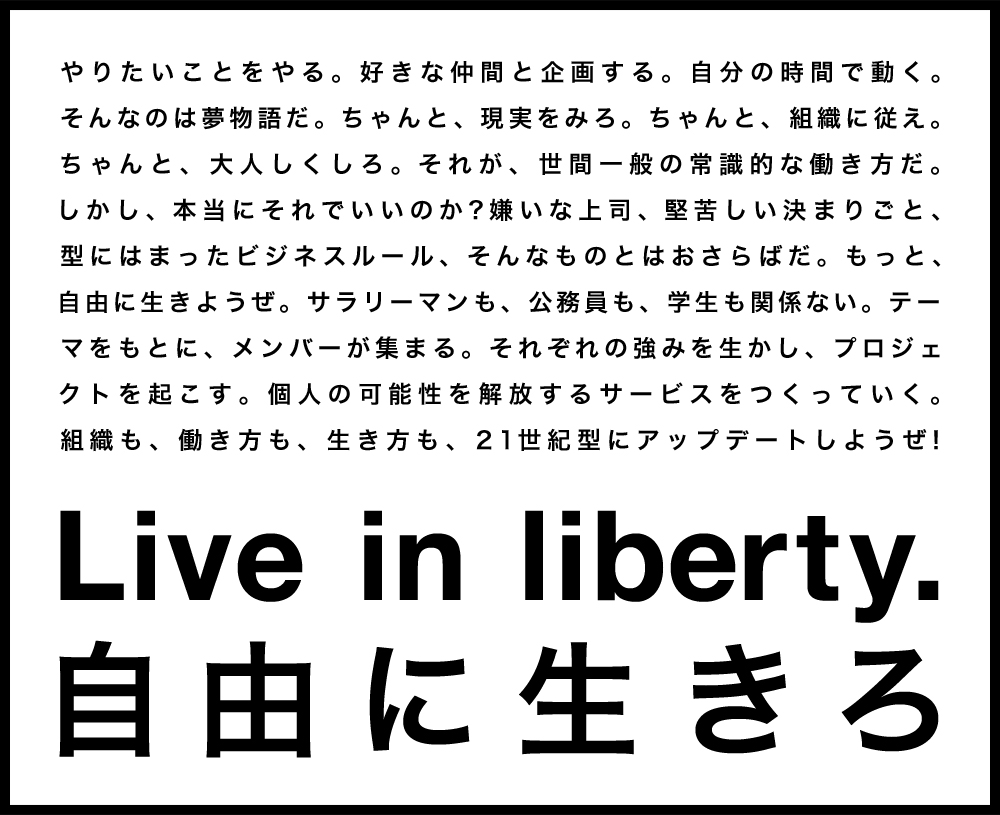 やりたいことをやる。好きな仲間と企画する。自分の時間で動く。
そんなのは夢物語だ。ちゃんと、現実をみろ。ちゃんと、組織に従え。
ちゃんと、大人しくしろ。それが、世間一般の常識的な働き方だ。
しかし、本当にそれでいいのか?嫌いな上司、堅苦しい決まりごと、
型にはまったビジネスルール、そんなものとはおさらばだ。もっと、
自由に生きようぜ。サラリーマンも、公務員も、学生も関係ない。テー
マをもとに、メンバーが集まる。それぞれの強みを生かし、プロジェ
クトを起こす。個人の可能性を解放するサービスをつくっていく。
組織も、働き方も、生き方も、21世紀型にアップデートしようぜ!
Live in liberty.
自由に生きろ